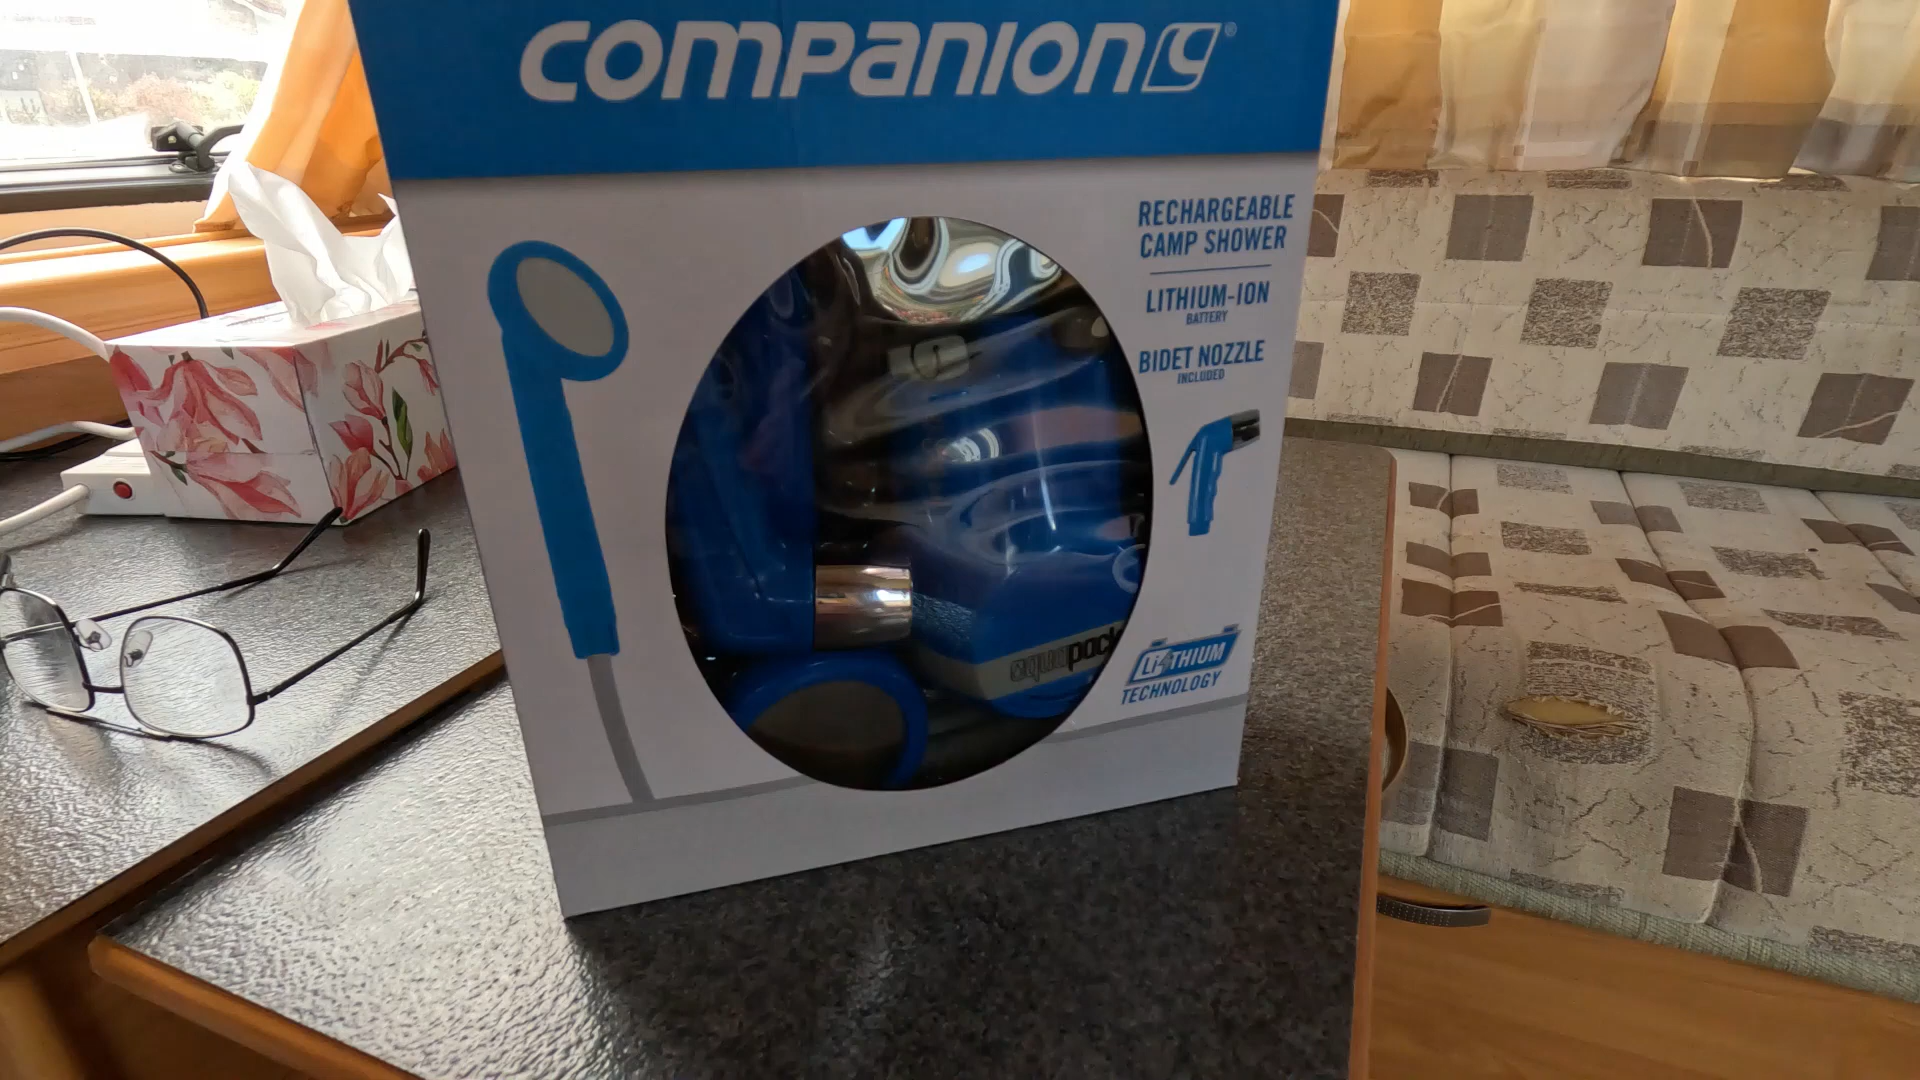 companion
RECHARGEABLE
CAMP SHOWER
LITHIUM-ION
BATTERY
BIDET NOZZLE
INCLUDED
aquapack
LITHIUM
TECHNOLOGY